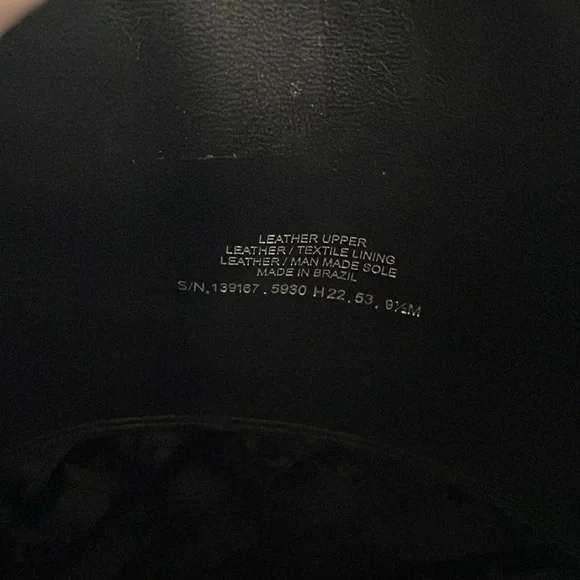 LEATHER UPPER
LEATHER / TEXTILE LINING
LEATHER / MAN MADE SOLE
MADE IN BRAZIL
S/N.139167.5930 H22.53. 9½M